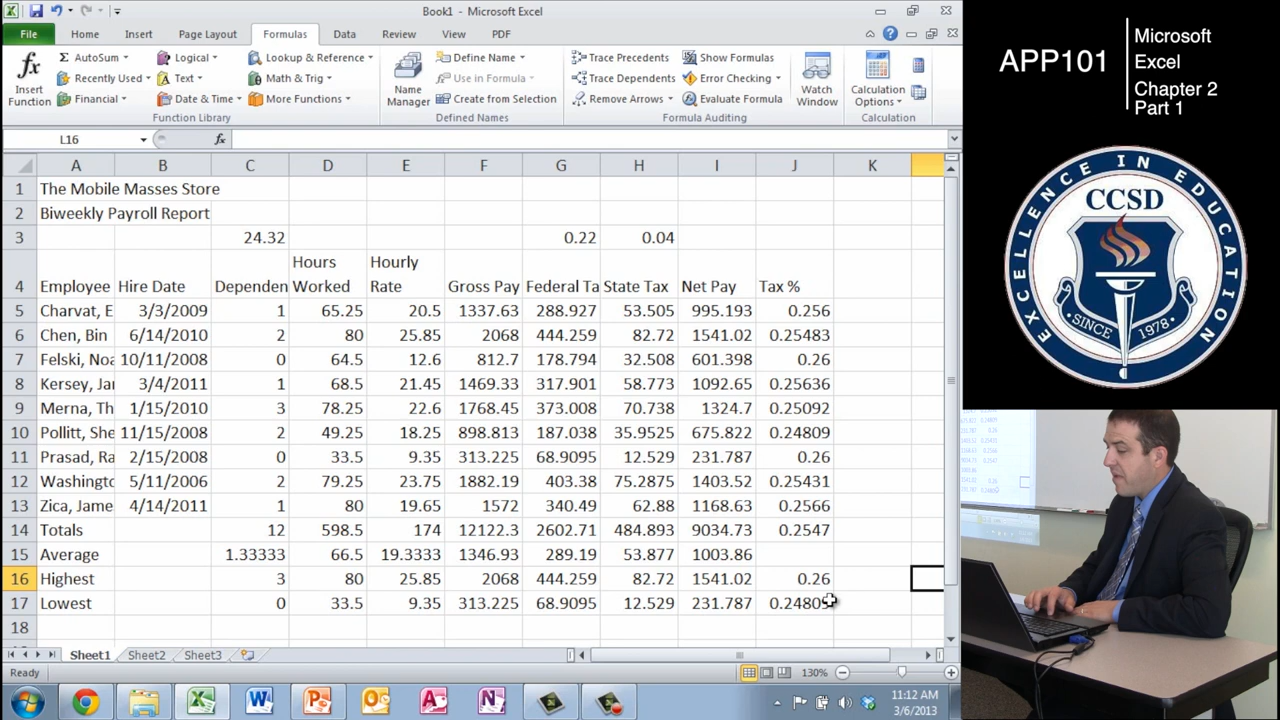 Book1 - Microsoft Excel
File Home Insert Page Layout Formulas Data Review View PDF
fx Insert Function
AutoSum Logical Lookup & Reference
Recently Used Text Math & Trig
Financial Date & Time More Functions
Function Library
Name Manager
Define Name
Use in Formula
Create from Selection
Defined Names
Trace Precedents Show Formulas
Trace Dependents Error Checking
Remove Arrows Evaluate Formula
Formula Auditing
Watch Window
Calculation Options
Calculation
L16 fx
A B C D E F G H I J K
1 The Mobile Masses Store
2 Biweekly Payroll Report
3 24.32 0.22 0.04
4 Employee Hire Date Dependen Hours Worked Hourly Rate Gross Pay Federal Ta State Tax Net Pay Tax %
5 Charvat, E 3/3/2009 1 65.25 20.5 1337.63 288.927 53.505 995.193 0.256
6 Chen, Bin 6/14/2010 2 80 25.85 2068 444.259 82.72 1541.02 0.25483
7 Felski, Noa 10/11/2008 0 64.5 12.6 812.7 178.794 32.508 601.398 0.26
8 Kersey, Jar 3/4/2011 1 68.5 21.45 1469.33 317.901 58.773 1092.65 0.25636
9 Merna, Th 1/15/2010 3 78.25 22.6 1768.45 373.008 70.738 1324.7 0.25092
10 Pollitt, She 11/15/2008 2 49.25 18.25 898.813 187.038 35.9525 675.822 0.24809
11 Prasad, Ra 2/15/2008 0 33.5 9.35 313.225 68.9095 12.529 231.787 0.26
12 Washingto 5/11/2006 2 79.25 23.75 1882.19 403.38 75.2875 1403.52 0.25431
13 Zica, Jame 4/14/2011 1 80 19.65 1572 340.49 62.88 1168.63 0.2566
14 Totals 12 598.5 174 12122.3 2602.71 484.893 9034.73 0.2547
15 Average 1.33333 66.5 19.3333 1346.93 289.19 53.877 1003.86
16 Highest 3 80 25.85 2068 444.259 82.72 1541.02 0.26
17 Lowest 0 33.5 9.35 313.225 68.9095 12.529 231.787 0.24809
18
Sheet1 Sheet2 Sheet3
Ready 130%
11:12 AM
3/6/2013
APP101
Microsoft
Excel
Chapter 2
Part 1
EXCELLENCE IN EDUCATION
CCSD
SINCE 1978